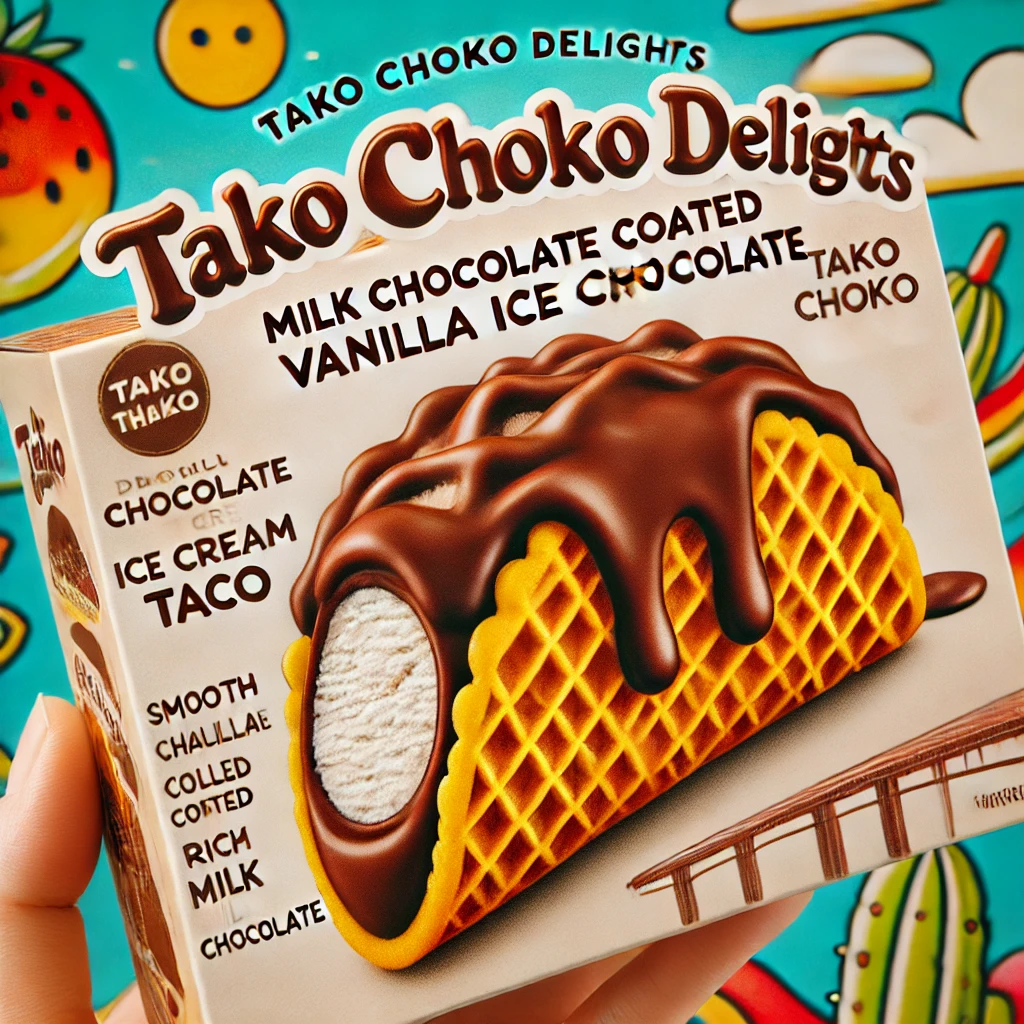 TAKO CHOKO DELIGHTS
Tako Choko Delights
MILK CHOCOLATE COATED
VANILLA ICE CHOCOLATE
TAKO
CHOKO
TAKO
THAKO
CHOCOLATE
ICE CREAM
TACO
SMOOTH
CHALILLAE
COLLED
COTTED
RICH
MILK
CHOCOLATE